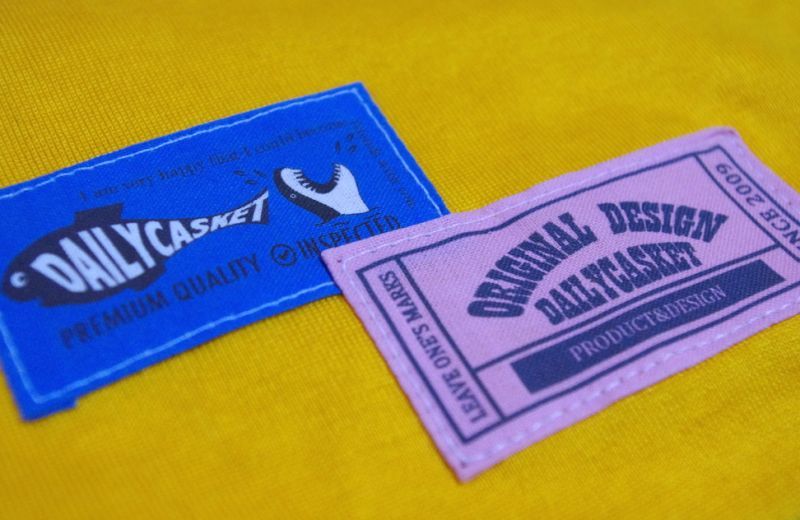 I am very happy that I could become
DAILYCASKET
PREMIUM QUALITY
INSPECTED
ORIGINAL DESIGN
DAILYCASKET
PRODUCT&DESIGN
LEAVE ONE'S MARKS
NCE 2009